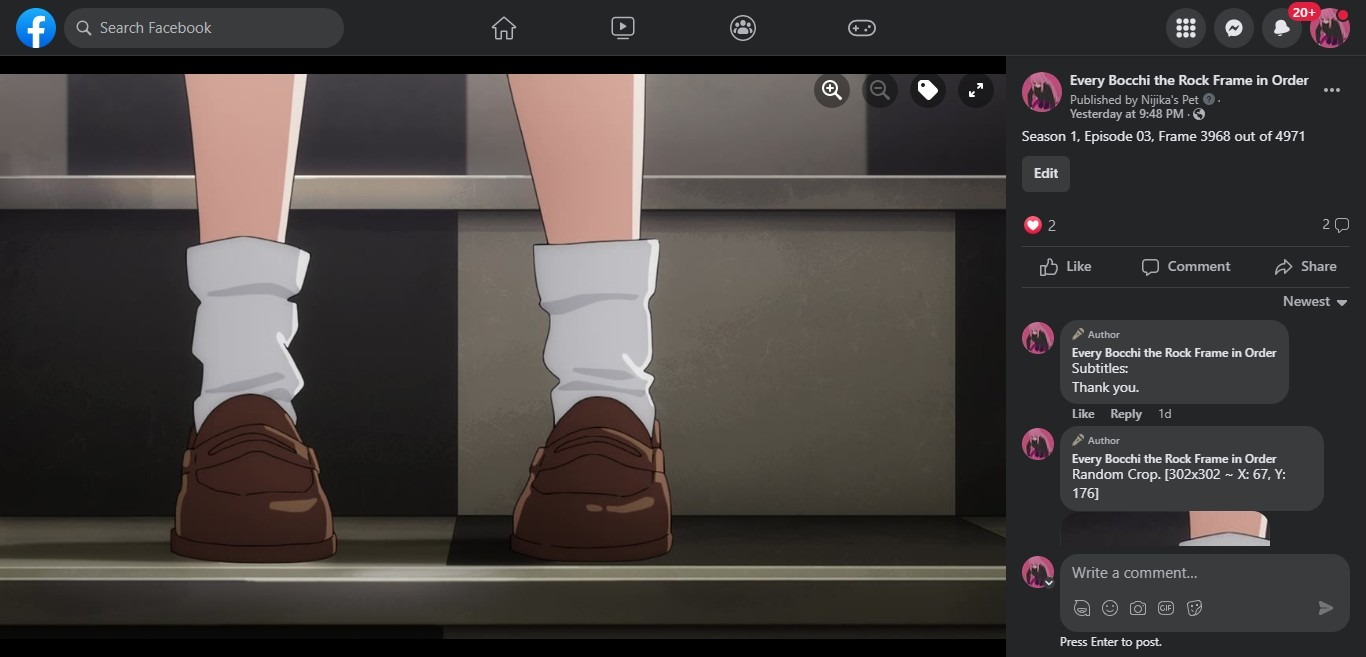 Search Facebook
20+
Every Bocchi the Rock Frame in Order
Published by Nijika's Pet ·
Yesterday at 9:48 PM ·
Season 1, Episode 03, Frame 3968 out of 4971
Edit
2
2
Like
Comment
Share
Newest
Author
Every Bocchi the Rock Frame in Order
Subtitles:
Thank you.
Like
Reply
1d
Author
Every Bocchi the Rock Frame in Order
Random Crop. [302x302 ~ X: 67, Y:
176]
Write a comment...
GIF
Press Enter to post.